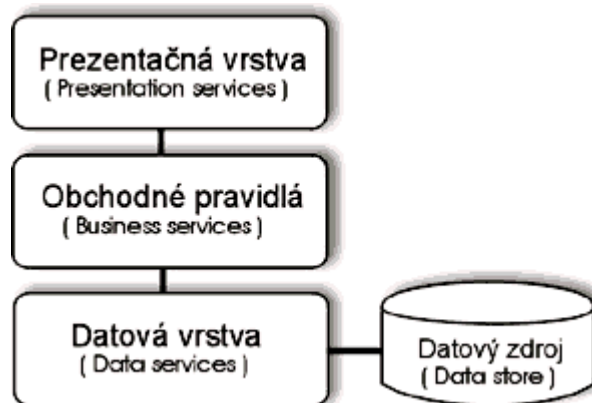 Prezentačná vrstva
( Presentation services )
Obchodné pravidlá
( Business services )
Datová vrstva
( Data services )
Datový zdroj
( Data store )